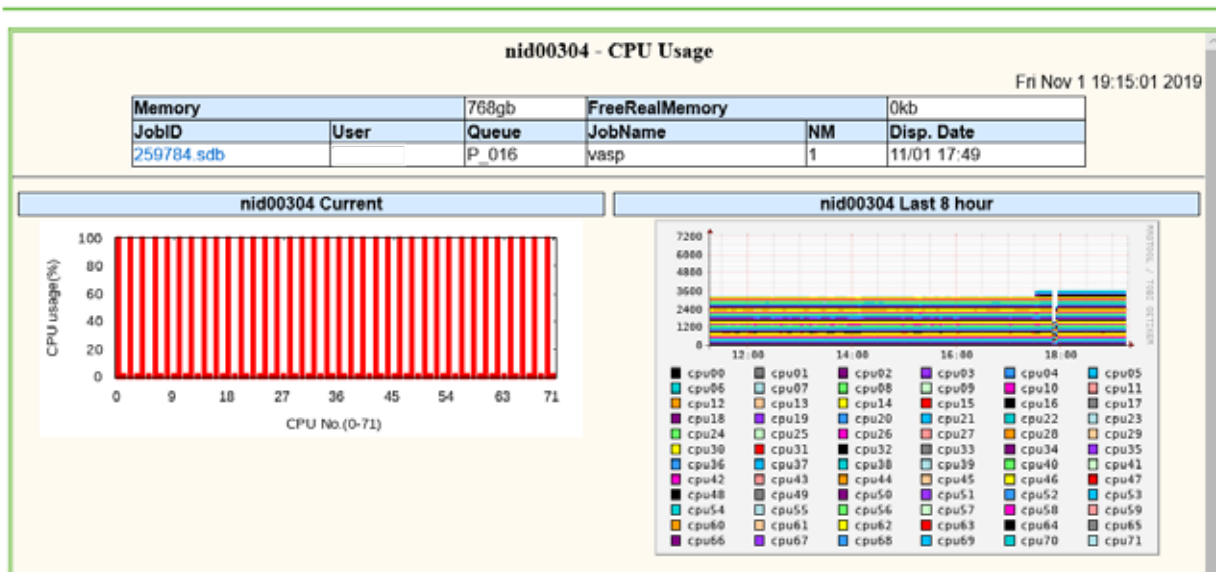 nid00304 - CPU Usage
Fri Nov 1 19:15:01 2019
Memory 768gb FreeRealMemory 0kb
JobID User Queue JobName NM Disp. Date
259784.sdb P_016 vasp 1 11/01 17:49
nid00304 Current
100
80
60
40
20
0
CPU usage(%)
0 9 18 27 36 45 54 63 71
CPU No.(0-71)
nid00304 Last 8 hour
7200
6000
4800
3600
2400
1200
0
12:00 14:00 16:00 18:00
RRDTOOL / TOBI OETIKER
cpu00 cpu01 cpu02 cpu03 cpu04 cpu05
cpu06 cpu07 cpu08 cpu09 cpu10 cpu11
cpu12 cpu13 cpu14 cpu15 cpu16 cpu17
cpu18 cpu19 cpu20 cpu21 cpu22 cpu23
cpu24 cpu25 cpu26 cpu27 cpu28 cpu29
cpu30 cpu31 cpu32 cpu33 cpu34 cpu35
cpu36 cpu37 cpu38 cpu39 cpu40 cpu41
cpu42 cpu43 cpu44 cpu45 cpu46 cpu47
cpu48 cpu49 cpu50 cpu51 cpu52 cpu53
cpu54 cpu55 cpu56 cpu57 cpu58 cpu59
cpu60 cpu61 cpu62 cpu63 cpu64 cpu65
cpu66 cpu67 cpu68 cpu69 cpu70 cpu71